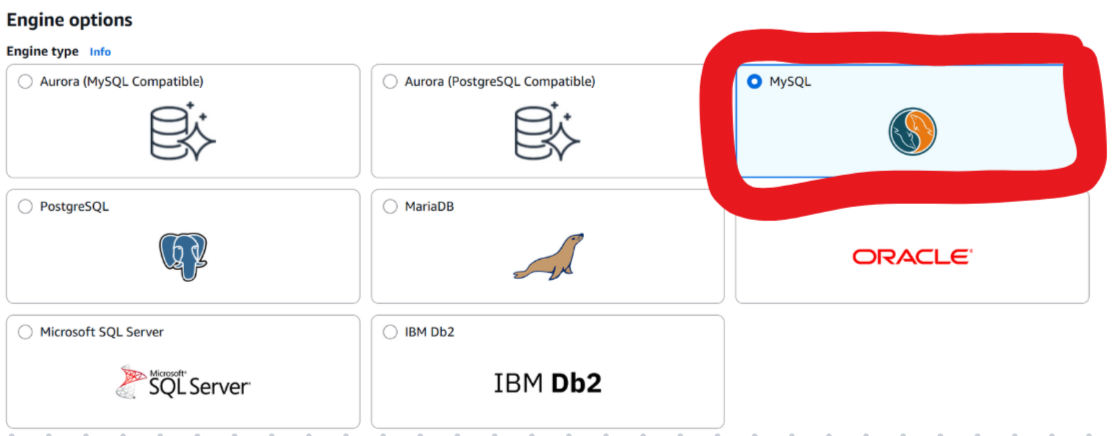 Engine options
Engine type Info
Aurora (MySQL Compatible)
Aurora (PostgreSQL Compatible)
MySQL
PostgreSQL
MariaDB
ORACLE
Microsoft SQL Server
Microsoft
SQL Server
IBM Db2
IBM Db2